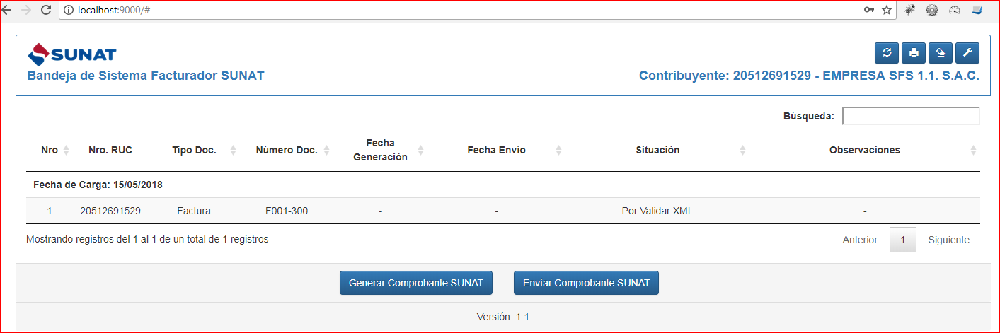 localhost:9000/#
SUNAT
Bandeja de Sistema Facturador SUNAT
Contribuyente: 20512691529 - EMPRESA SFS 1.1. S.A.C.
Búsqueda:
Nro Nro. RUC Tipo Doc. Número Doc. Fecha Generación Fecha Envío Situación Observaciones
Fecha de Carga: 15/05/2018
1 20512691529 Factura F001-300 - - Por Validar XML -
Mostrando registros del 1 al 1 de un total de 1 registros
Anterior 1 Siguiente
Generar Comprobante SUNAT Envíar Comprobante SUNAT
Versión: 1.1